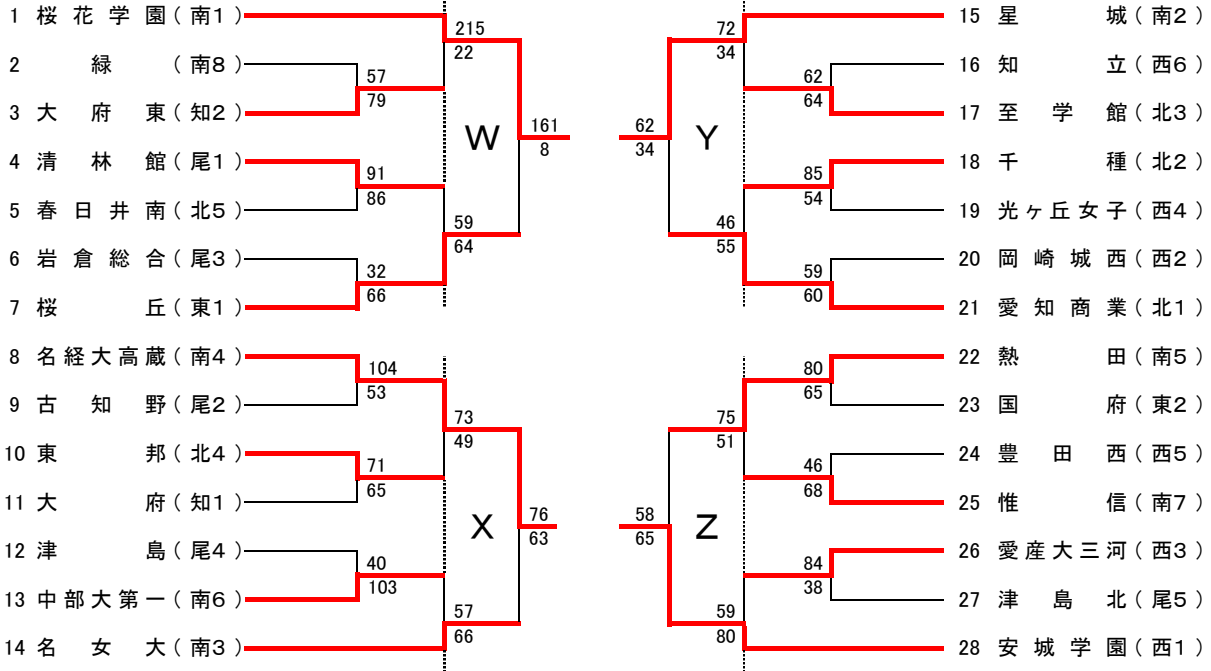 1 桜花学園(南1)
2 緑(南8)
3 大府東(知2)
4 清林館(尾1)
5 春日井南(北5)
6 岩倉総合(尾3)
7 桜丘(東1)
57
79
91
86
32
66
215
22
59
64
W
161
8
8 名経大高蔵(南4)
9 古知野(尾2)
10 東邦(北4)
11 大府(知1)
12 津島(尾4)
13 中部大第一(南6)
14 名女大(南3)
104
53
71
65
40
103
73
49
57
66
X
76
63
15 星城(南2)
16 知立(西6)
17 至学館(北3)
18 千種(北2)
19 光ヶ丘女子(西4)
20 岡崎城西(西2)
21 愛知商業(北1)
62
64
85
54
59
60
72
34
46
55
Y
62
34
22 熱田(南5)
23 国府(東2)
24 豊田西(西5)
25 惟信(南7)
26 愛産大三河(西3)
27 津島北(尾5)
28 安城学園(西1)
80
65
46
68
84
38
75
51
59
80
Z
58
65